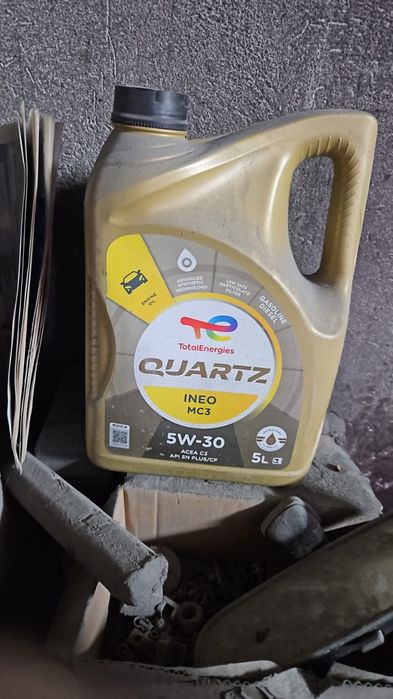 ENGINE
OIL
ADVANCED
SYNTHETIC
TECHNOLOGY
LOW SAPS
PARTICULATE
FILTER
GASOLINE
DIESEL
TotalEnergies
QUARTZ
INEO
MC3
5W-30
ACEA C3
API SN PLUS/CF
5L